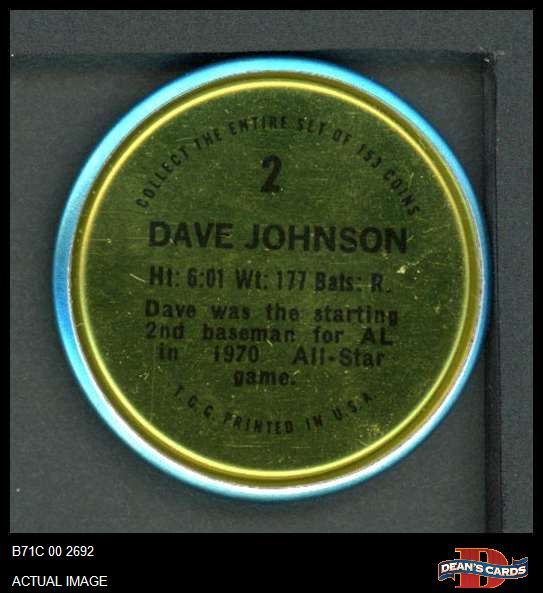 COLLECT THE ENTIRE SET OF 153 COINS
2
DAVE JOHNSON
Ht: 6:01 Wt: 177 Bats: R.
Dave was the starting
2nd baseman for AL
in 1970 All-Star
game.
T.C.G. PRINTED IN U.S.A.
B71C 00 2692
ACTUAL IMAGE
D
DEAN'S CARDS